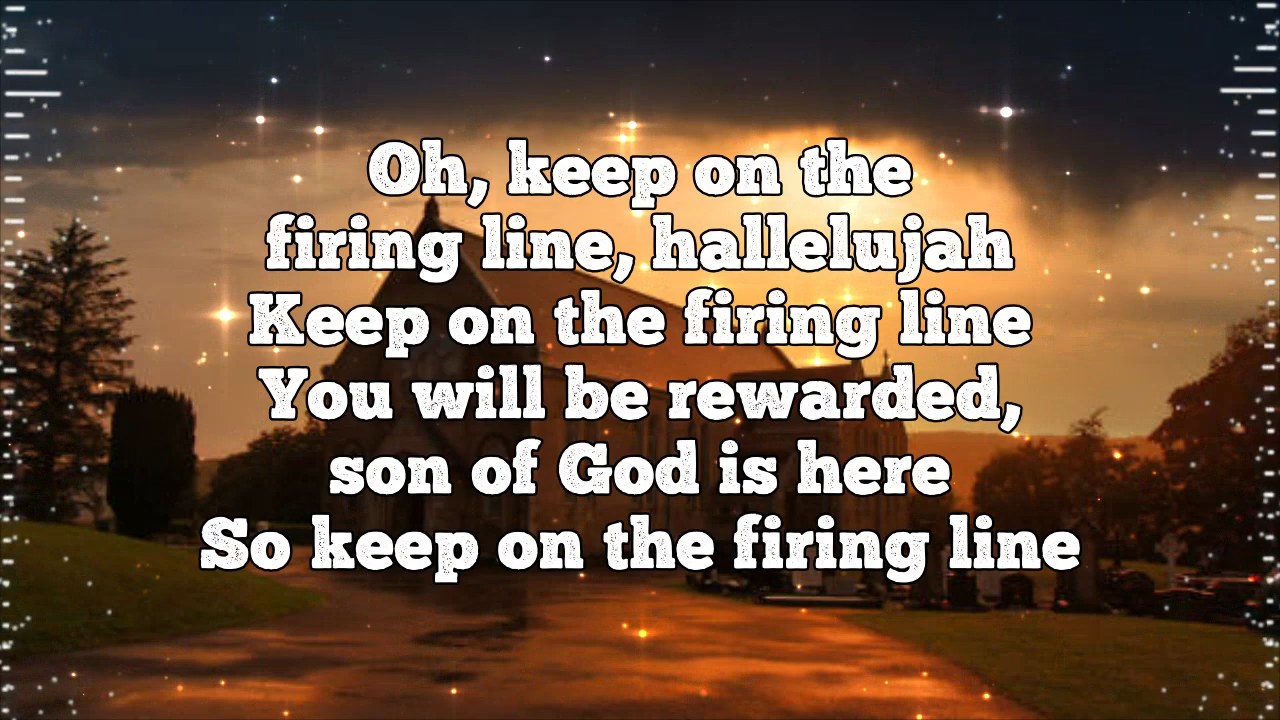 Oh, keep on the
firing line, hallelujah
Keep on the firing line
You will be rewarded,
son of God is here
So keep on the firing line